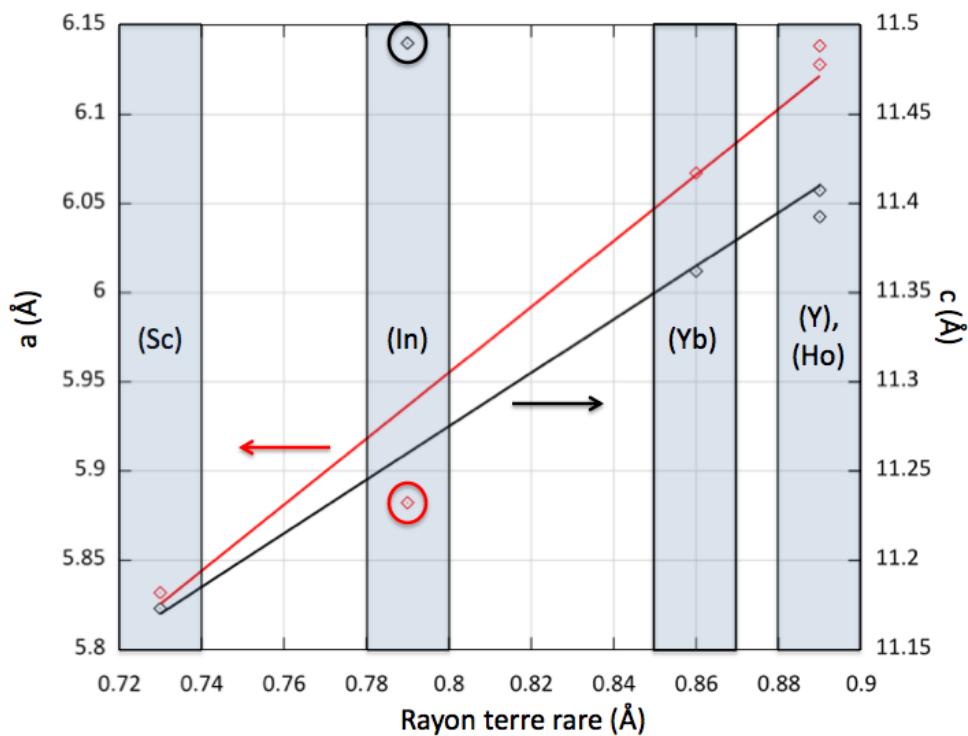 6.15
6.1
6.05
6
5.95
5.9
5.85
5.8
a (Å)
11.5
11.45
11.4
11.35
11.3
11.25
11.2
11.15
c (Å)
(Sc)
(In)
(Yb)
(Y),
(Ho)
0.72 0.74 0.76 0.78 0.8 0.82 0.84 0.86 0.88 0.9
Rayon terre rare (Å)